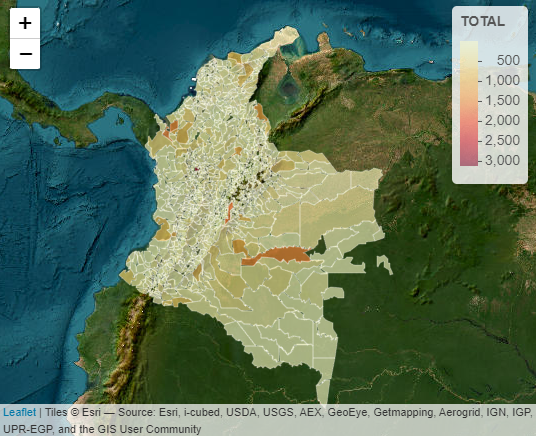 +
−
TOTAL
500
1,000
1,500
2,000
2,500
3,000
Leaflet | Tiles © Esri — Source: Esri, i-cubed, USDA, USGS, AEX, GeoEye, Getmapping, Aerogrid, IGN, IGP,
UPR-EGP, and the GIS User Community